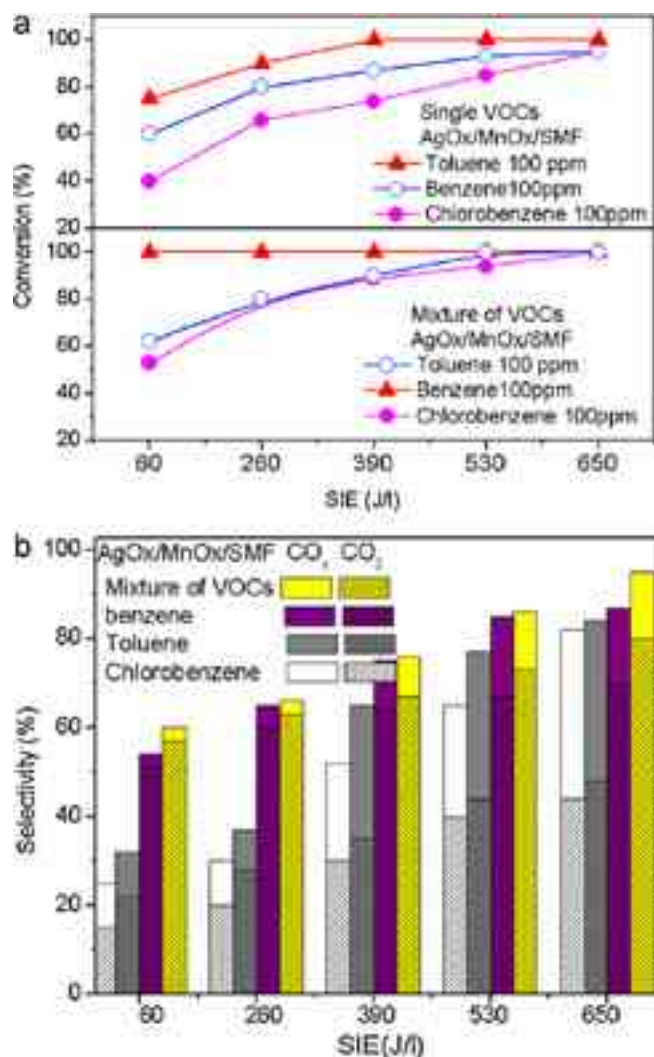 a
100
80
60
40
20
Single VOCs
AgOx/MnOx/SMF
Toluene 100 ppm
Benzene100ppm
Chlorobenzene 100ppm
Conversion (%)
100
80
60
40
20
Mixture of VOCs
AgOx/MnOx/SMF
Toluene 100 ppm
Benzene100ppm
Chlorobenzene 100ppm
60 260 390 530 650
SIE (J/l)
b
100
80
60
40
20
0
Selectivity (%)
AgOx/MnOx/SMF COx CO2
Mixture of VOCs
benzene
Toluene
Chlorobenzene
60 260 390 530 650
SIE(J/l)